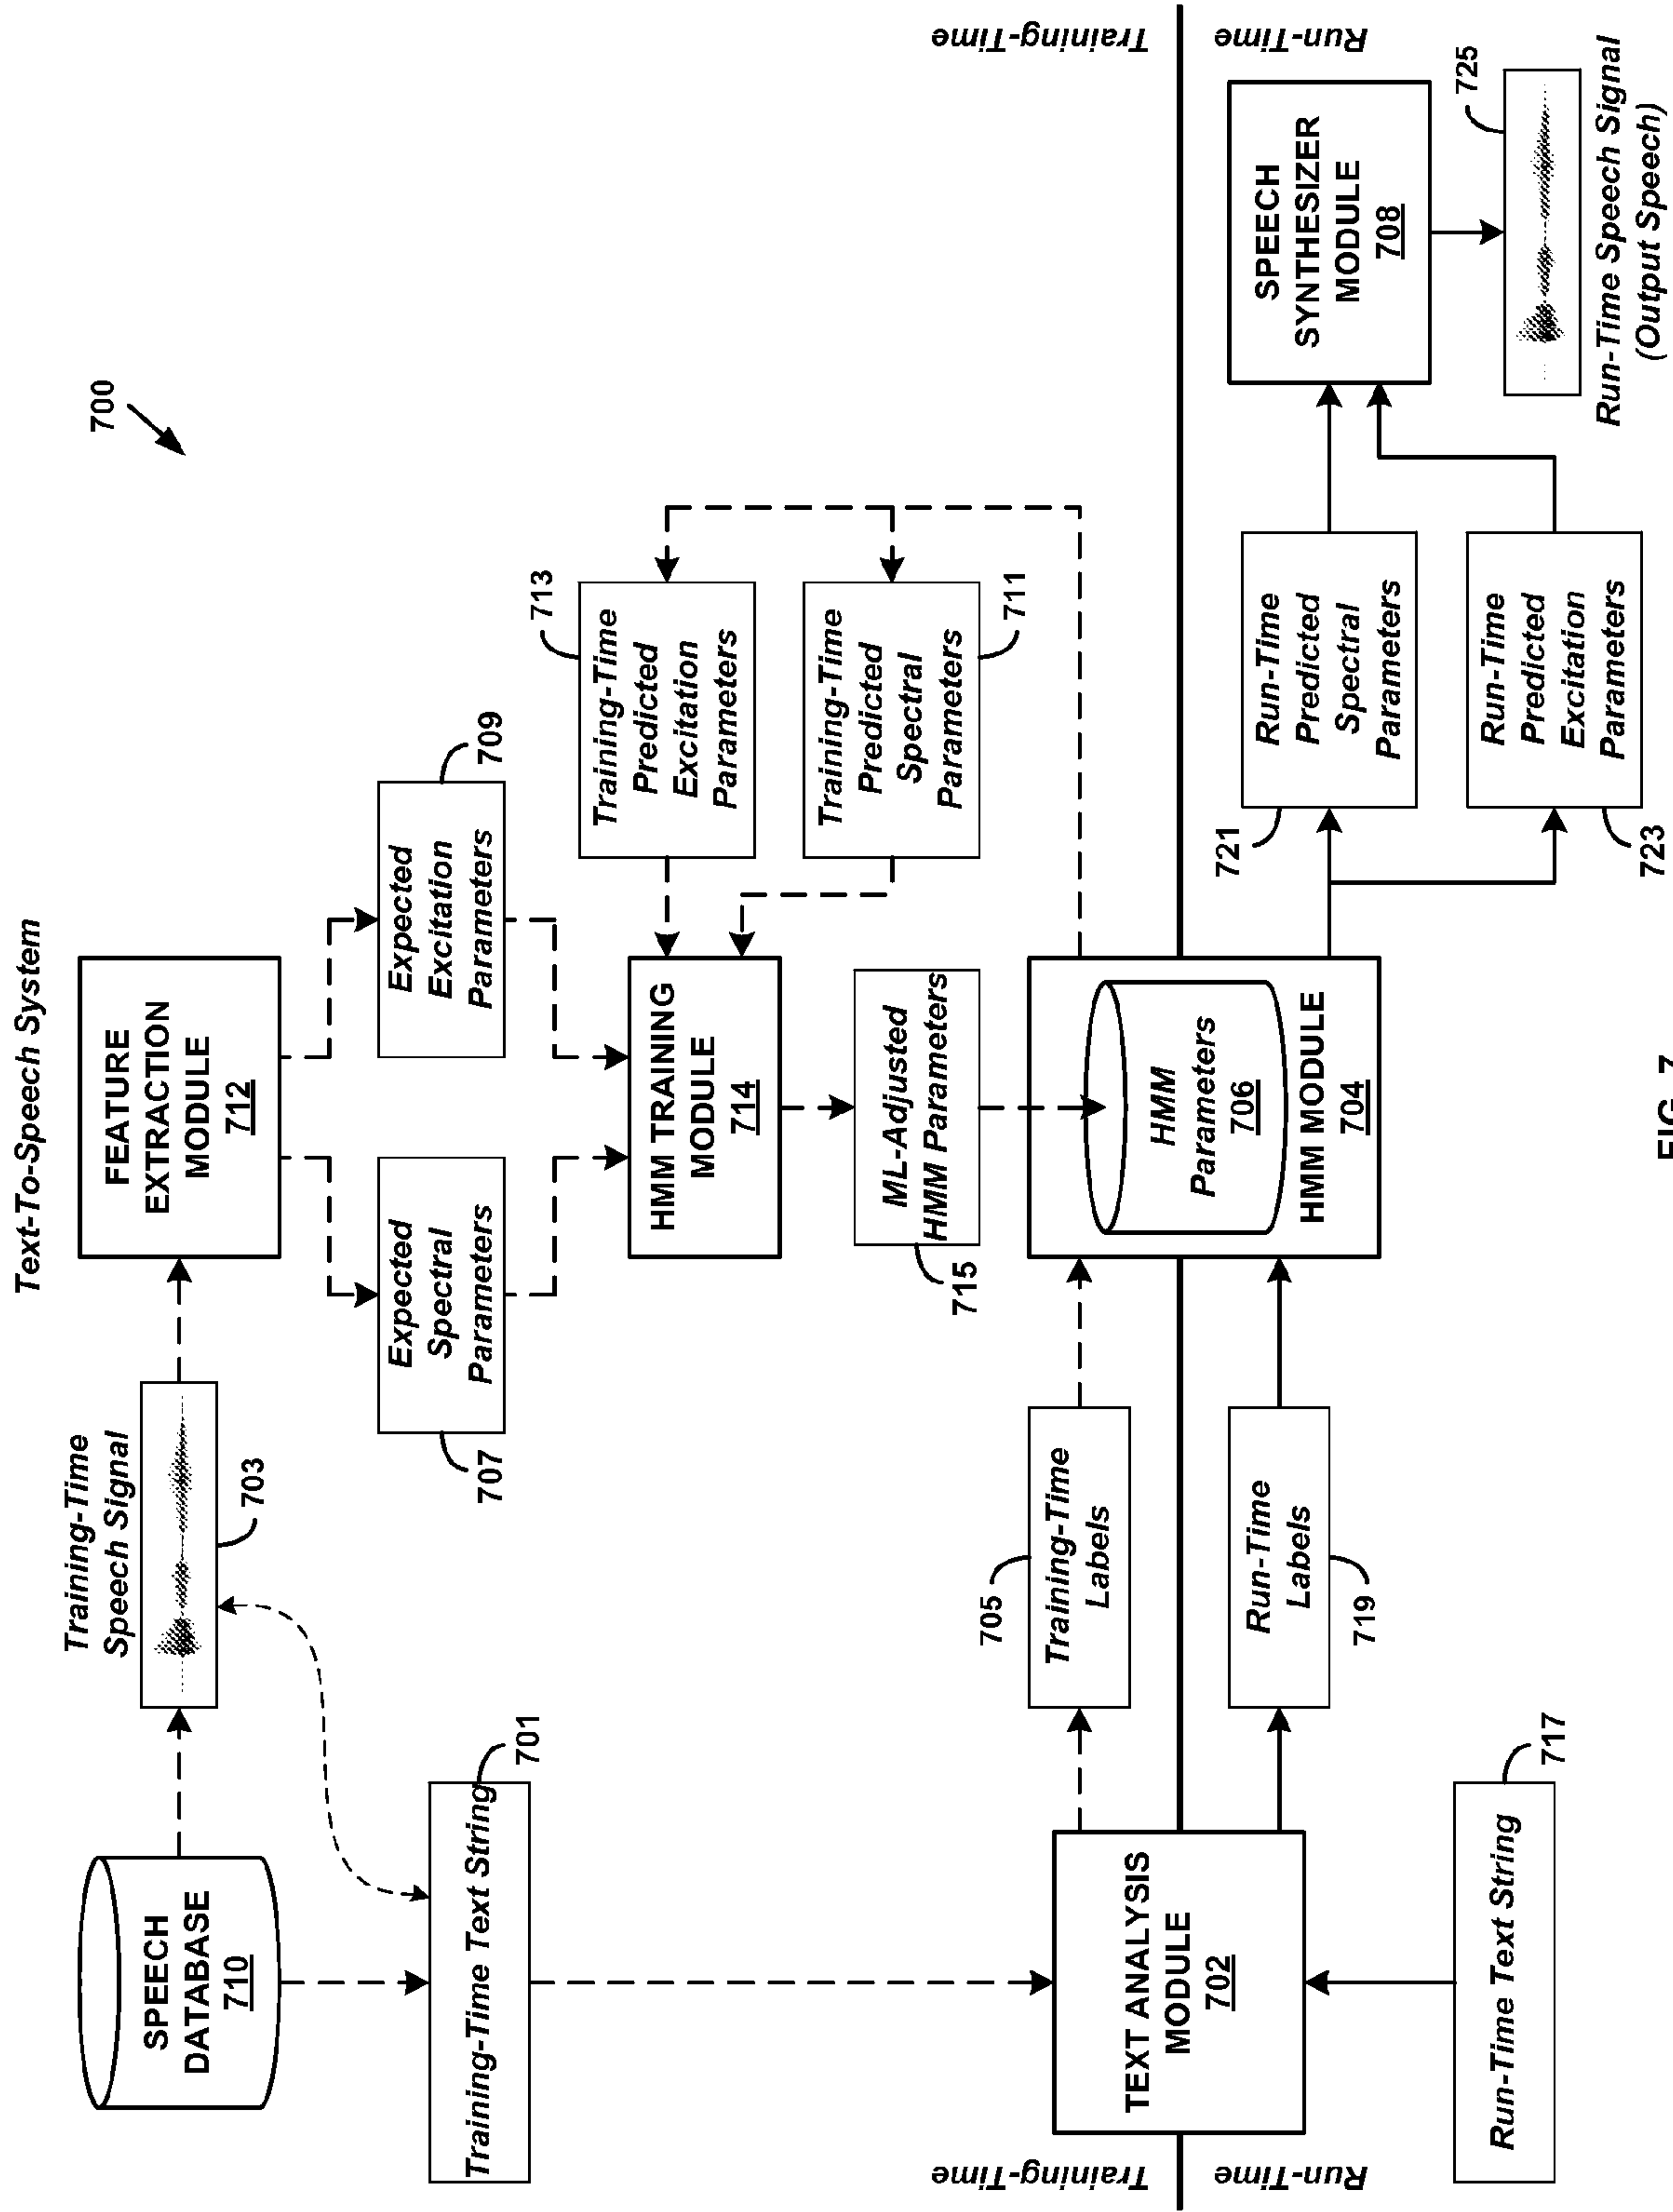 Text-To-Speech System
700
SPEECH
DATABASE
710
Training-Time
Speech Signal
703
FEATURE
EXTRACTION
MODULE
712
Training-Time Text String
701
Expected
Spectral
Parameters
707
Expected
Excitation
Parameters
709
HMM TRAINING
MODULE
714
Training-Time
Predicted
Excitation
Parameters
713
Training-Time
Predicted
Spectral
Parameters
711
ML-Adjusted
HMM Parameters
715
Training-Time
Training-Time
Run-Time
Run-Time
TEXT ANALYSIS
MODULE
702
Training-Time
Labels
705
Run-Time
Labels
719
HMM
Parameters
706
HMM MODULE
704
Run-Time Text String
717
Run-Time
Predicted
Spectral
Parameters
721
Run-Time
Predicted
Excitation
Parameters
723
SPEECH
SYNTHESIZER
MODULE
708
725
Run-Time Speech Signal
(Output Speech)
FIG. 7